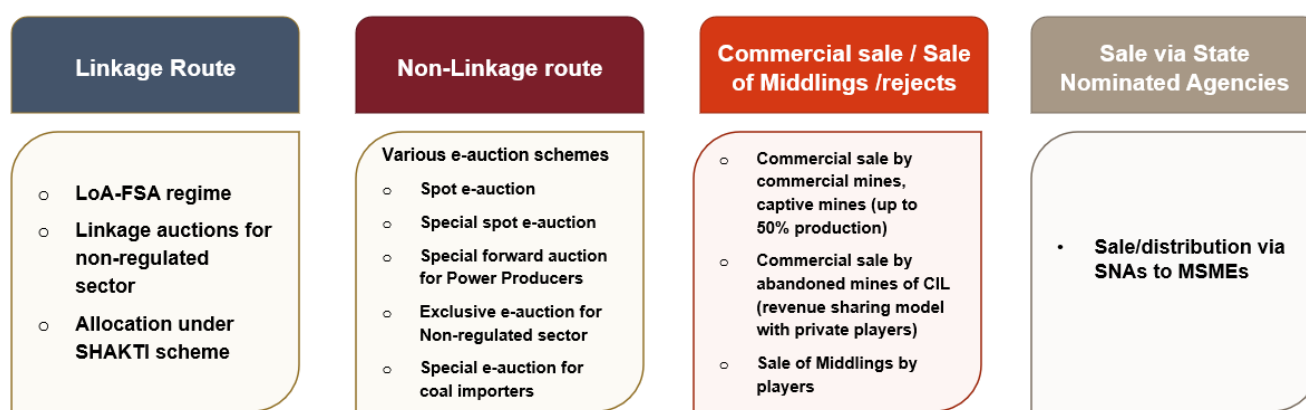 Linkage Route
o LoA-FSA regime
o Linkage auctions for
non-regulated
sector
o Allocation under
SHAKTI scheme
Non-Linkage route
Various e-auction schemes
o Spot e-auction
o Special spot e-auction
o Special forward auction
for Power Producers
o Exclusive e-auction for
Non-regulated sector
o Special e-auction for
coal importers
Commercial sale / Sale
of Middlings /rejects
o Commercial sale by
commercial mines,
captive mines (up to
50% production)
o Commercial sale by
abandoned mines of CIL
(revenue sharing model
with private players)
o Sale of Middlings by
players
Sale via State
Nominated Agencies
• Sale/distribution via
SNAs to MSMEs